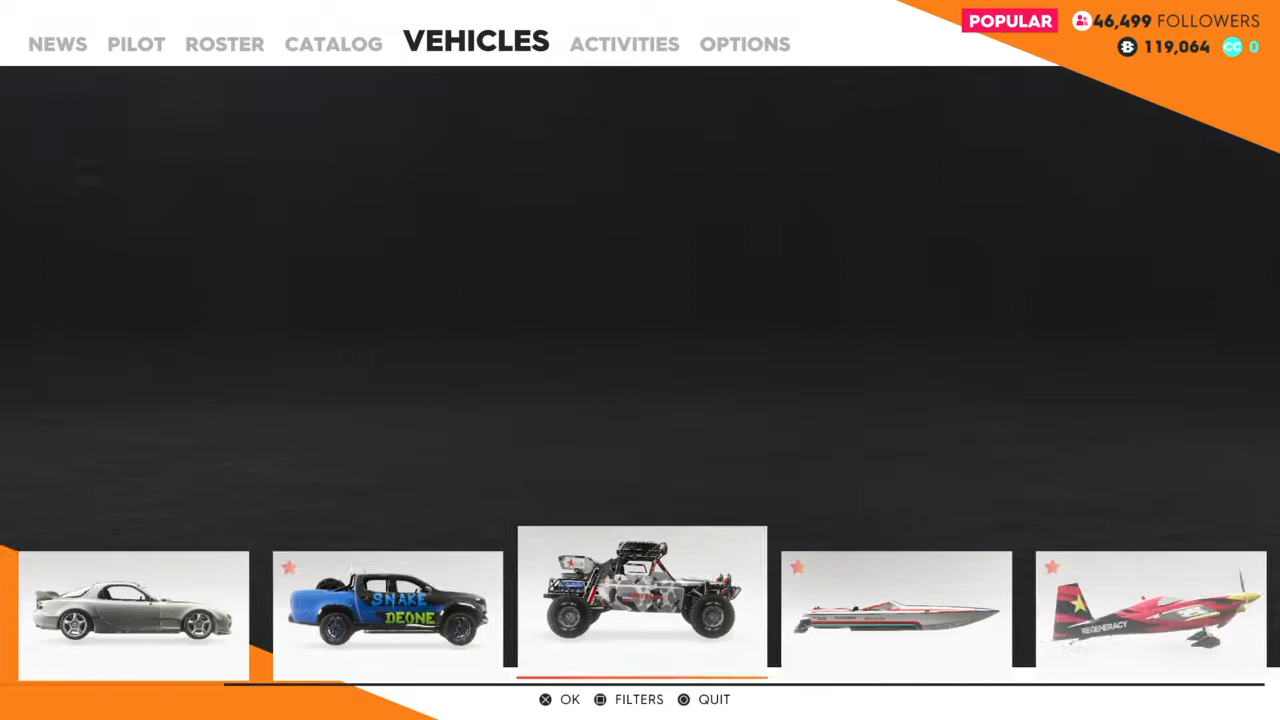 NEWS PILOT ROSTER CATALOG VEHICLES ACTIVITIES OPTIONS
POPULAR 46,499 FOLLOWERS
119,064 CC 0
SNAKE
DEONE
REGENERACY
OK FILTERS QUIT